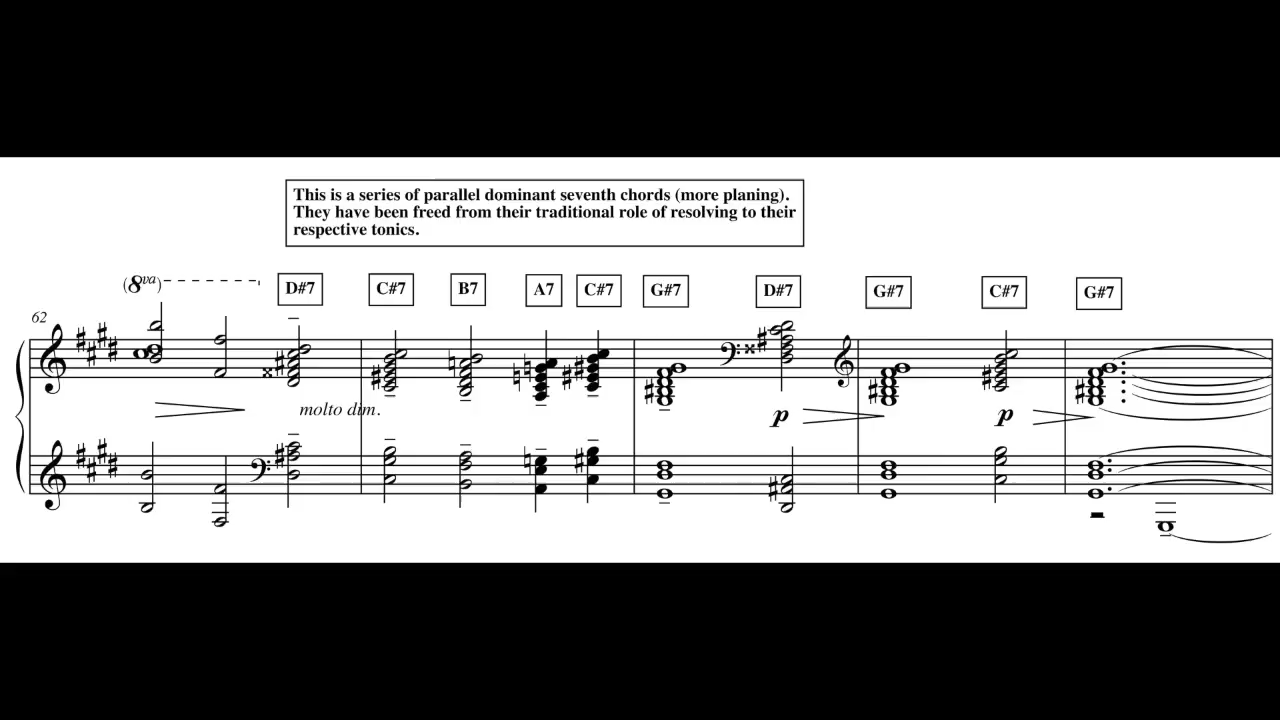 This is a series of parallel dominant seventh chords (more planing).
They have been freed from their traditional role of resolving to their
respective tonics.
(8va) D#7 C#7 B7 A7 C#7 G#7 D#7 G#7 C#7 G#7
62
molto dim.
p p